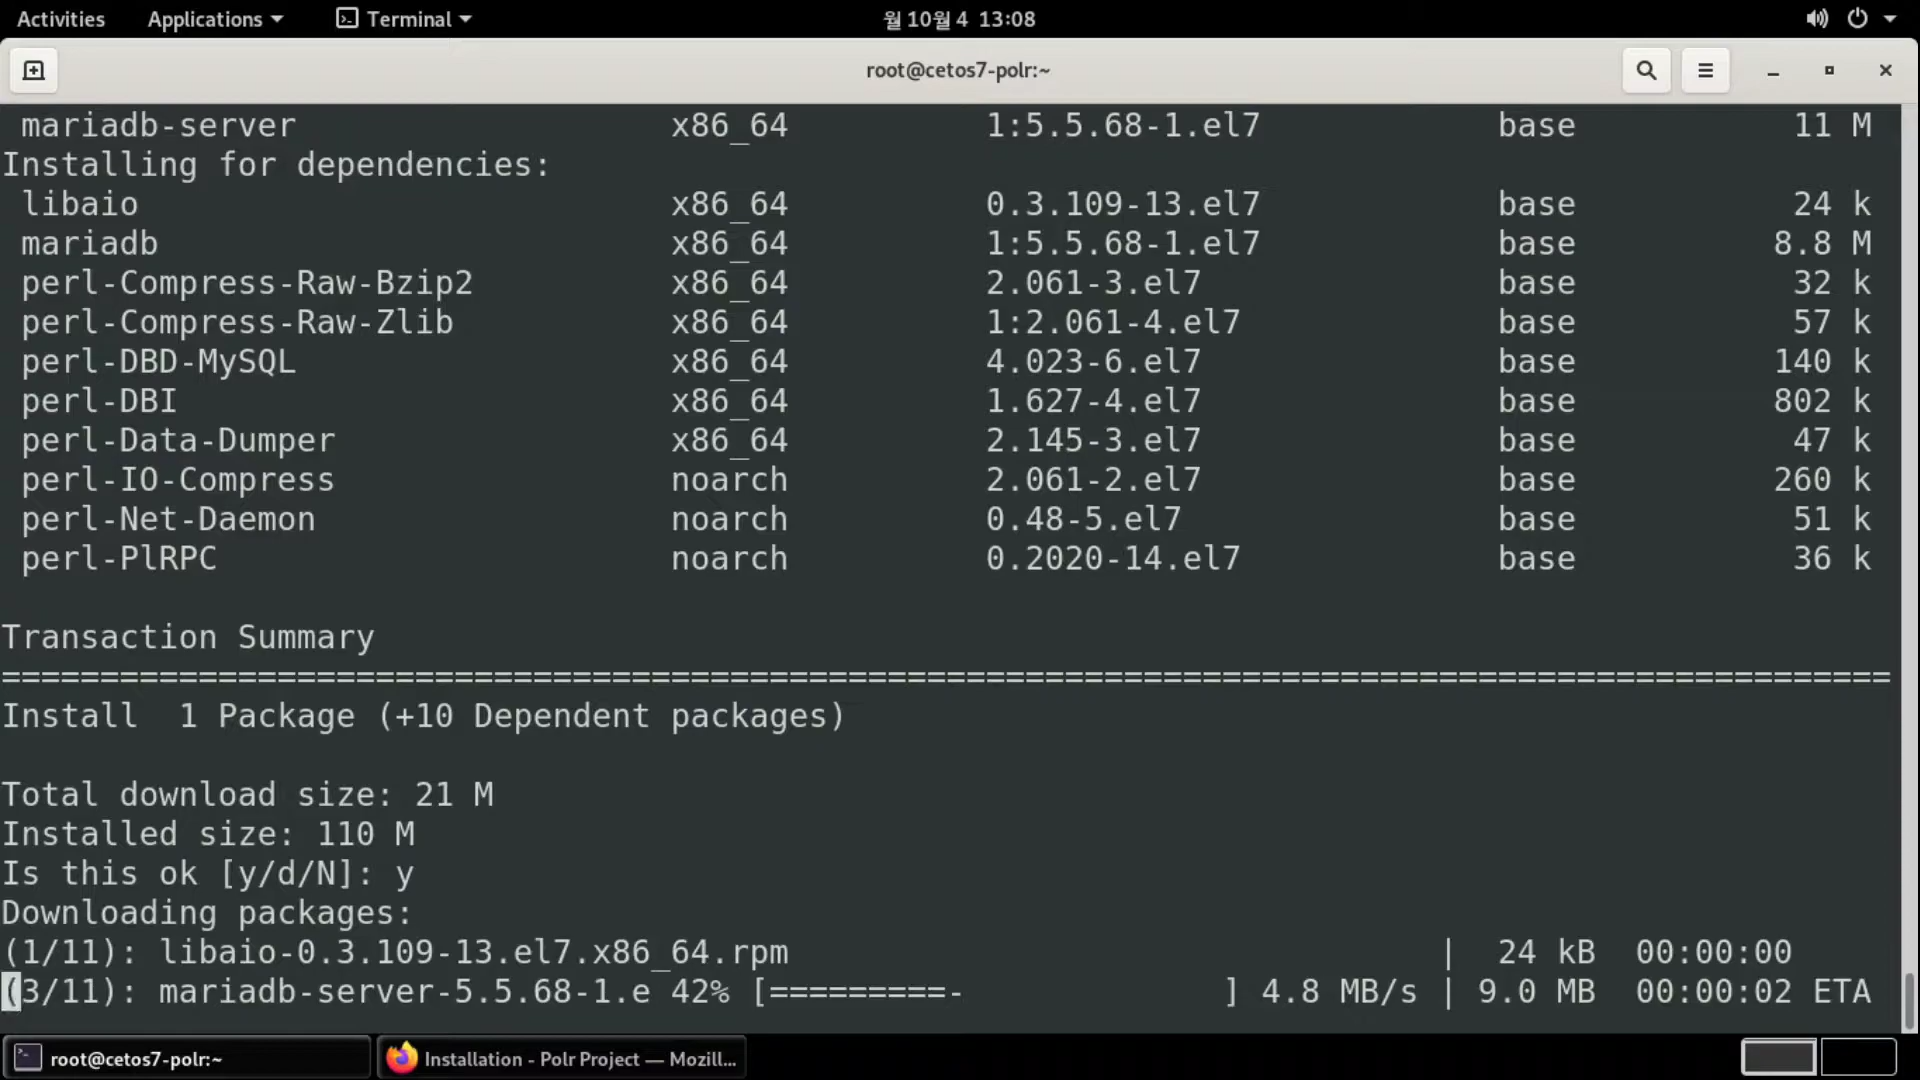 Activities Applications Terminal 월 10월 4 13:08
root@cetos7-polr:~
mariadb-server x86_64 1:5.5.68-1.el7 base 11 M
Installing for dependencies:
libaio x86_64 0.3.109-13.el7 base 24 k
mariadb x86_64 1:5.5.68-1.el7 base 8.8 M
perl-Compress-Raw-Bzip2 x86_64 2.061-3.el7 base 32 k
perl-Compress-Raw-Zlib x86_64 1:2.061-4.el7 base 57 k
perl-DBD-MySQL x86_64 4.023-6.el7 base 140 k
perl-DBI x86_64 1.627-4.el7 base 802 k
perl-Data-Dumper x86_64 2.145-3.el7 base 47 k
perl-IO-Compress noarch 2.061-2.el7 base 260 k
perl-Net-Daemon noarch 0.48-5.el7 base 51 k
perl-PlRPC noarch 0.2020-14.el7 base 36 k
Transaction Summary
================================================================================================
Install 1 Package (+10 Dependent packages)
Total download size: 21 M
Installed size: 110 M
Is this ok [y/d/N]: y
Downloading packages:
(1/11): libaio-0.3.109-13.el7.x86_64.rpm | 24 kB 00:00:00
(3/11): mariadb-server-5.5.68-1.e 42% [=========- ] 4.8 MB/s | 9.0 MB 00:00:02 ETA
root@cetos7-polr:~ Installation - Polr Project — Mozill...